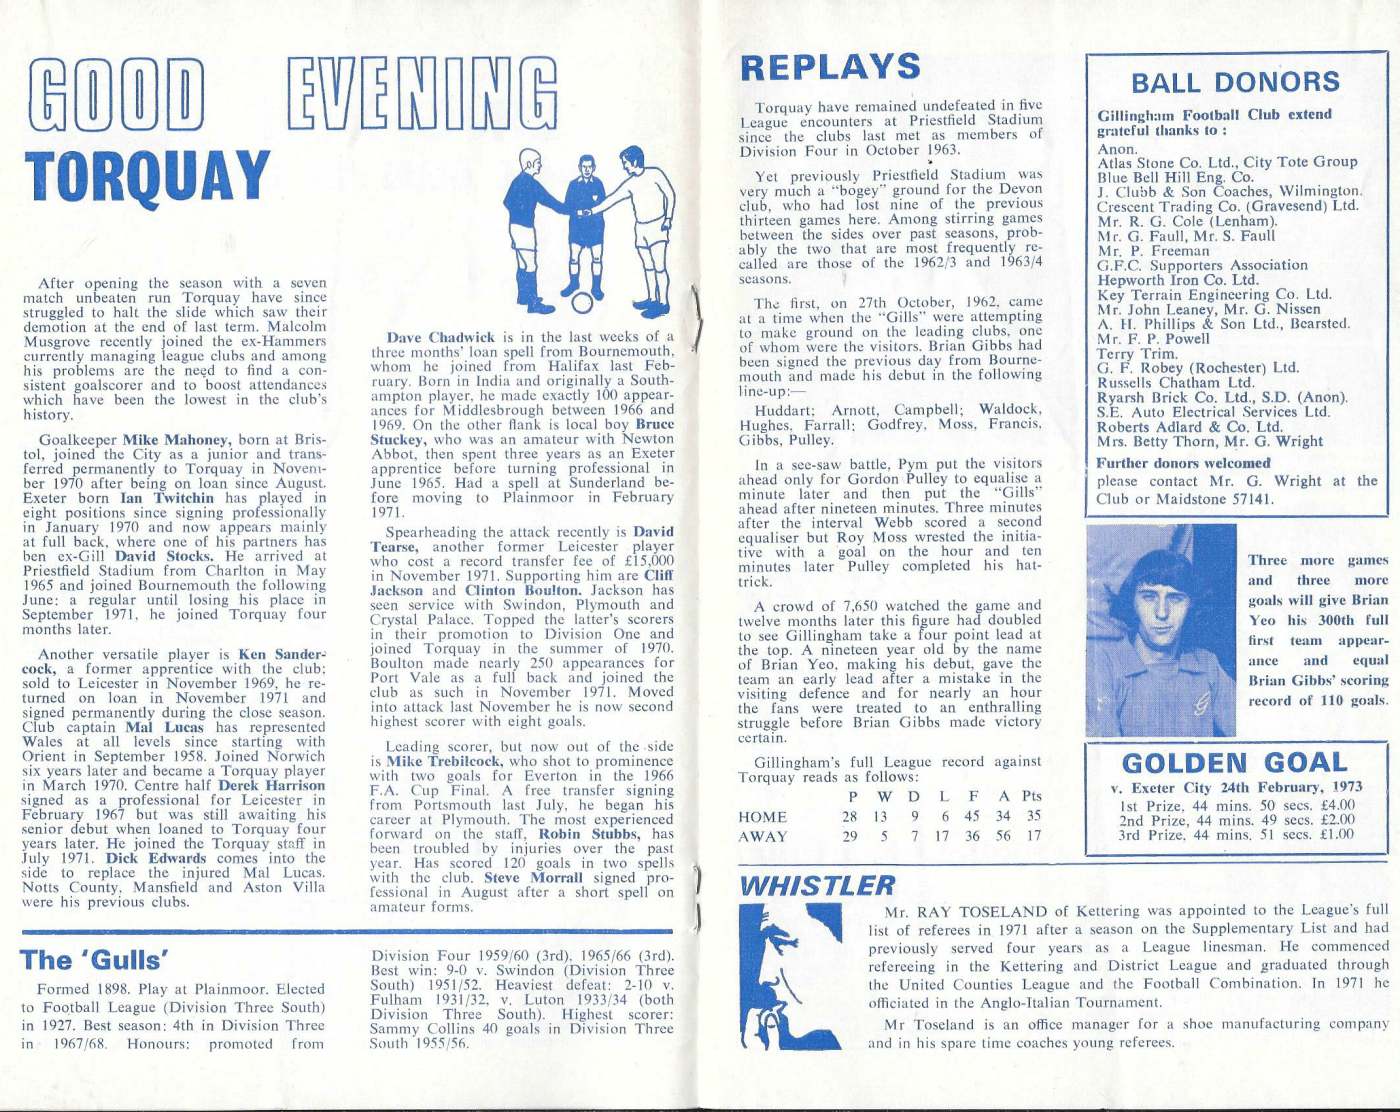 GOOD EVENING
TORQUAY
After opening the season with a seven
match unbeaten run Torquay have since
struggled to halt the slide which saw their
demotion at the end of last term. Malcolm
Musgrove recently joined the ex-Hammers
currently managing league clubs and among
his problems are the need to find a con-
sistent goalscorer and to boost attendances
which have been the lowest in the club's
history.
Goalkeeper Mike Mahoney, born at Bris-
tol, joined the City as a junior and trans-
ferred permanently to Torquay in Novem-
ber 1970 after being on loan since August.
Exeter born Ian Twitchin has played in
eight positions since signing professionally
in January 1970 and now appears mainly
at full back, where one of his partners has
ben ex-Gill David Stocks. He arrived at
Priestfield Stadium from Charlton in May
1965 and joined Bournemouth the following
June: a regular until losing his place in
September 1971, he joined Torquay four
months later.
Another versatile player is Ken Sander-
cock, a former apprentice with the club;
sold to Leicester in November 1969, he re-
turned on loan in November 1971 and
signed permanently during the close season.
Club captain Mal Lucas has represented
Wales at all levels since starting with
Orient in September 1958. Joined Norwich
six years later and became a Torquay player
in March 1970. Centre half Derek Harrison
signed as a professional for Leicester in
February 1967 but was still awaiting his
senior debut when loaned to Torquay four
years later. He joined the Torquay staff in
July 1971. Dick Edwards comes into the
side to replace the injured Mal Lucas.
Notts County, Mansfield and Aston Villa
were his previous clubs.
Dave Chadwick is in the last weeks of a
three months' loan spell from Bournemouth,
whom he joined from Halifax last Feb-
ruary. Born in India and originally a South-
ampton player, he made exactly 100 appear-
ances for Middlesbrough between 1966 and
1969. On the other flank is local boy Bruce
Stuckey, who was an amateur with Newton
Abbot, then spent three years as an Exeter
apprentice before turning professional in
June 1965. Had a spell at Sunderland be-
fore moving to Plainmoor in February
1971.
Spearheading the attack recently is David
Tearse, another former Leicester player
who cost a record transfer fee of £15,000
in November 1971. Supporting him are Cliff
Jackson and Clinton Boulton. Jackson has
seen service with Swindon, Plymouth and
Crystal Palace. Topped the latter's scorers
in their promotion to Division One and
joined Torquay in the summer of 1970.
Boulton made nearly 250 appearances for
Port Vale as a full back and joined the
club as such in November 1971. Moved
into attack last November he is now second
highest scorer with eight goals.
Leading scorer, but now out of the side
is Mike Trebilcock, who shot to prominence
with two goals for Everton in the 1966
F.A. Cup Final. A free transfer signing
from Portsmouth last July, he began his
career at Plymouth. The most experienced
forward on the staff, Robin Stubbs, has
been troubled by injuries over the past
year. Has scored 120 goals in two spells
with the club. Steve Morrall signed pro-
fessional in August after a short spell on
amateur forms.
The 'Gulls'
Formed 1898. Play at Plainmoor. Elected
to Football League (Division Three South)
in 1927. Best season: 4th in Division Three
in 1967/68. Honours: promoted from
Division Four 1959/60 (3rd). 1965/66 (3rd).
Best win: 9-0 v. Swindon (Division Three
South) 1951/52. Heaviest defeat: 2-10 v.
Fulham 1931/32, v. Luton 1933/34 (both
Division Three South). Highest scorer:
Sammy Collins 40 goals in Division Three
South 1955/56.
REPLAYS
Torquay have remained undefeated in five
League encounters at Priestfield Stadium
since the clubs last met as members of
Division Four in October 1963.
Yet previously Priestfield Stadium was
very much a "bogey" ground for the Devon
club, who had lost nine of the previous
thirteen games here. Among stirring games
between the sides over past seasons, prob-
ably the two that are most frequently re-
called are those of the 1962/3 and 1963/4
seasons.
The first, on 27th October, 1962, came
at a time when the "Gills" were attempting
to make ground on the leading clubs, one
of whom were the visitors. Brian Gibbs had
been signed the previous day from Bourne-
mouth and made his debut in the following
line-up:—
Huddart; Arnott, Campbell; Waldock,
Hughes, Farrall; Godfrey, Moss, Francis,
Gibbs, Pulley.
In a see-saw battle, Pym put the visitors
ahead only for Gordon Pulley to equalise a
minute later and then put the "Gills"
ahead after nineteen minutes. Three minutes
after the interval Webb scored a second
equaliser but Roy Moss wrested the initia-
tive with a goal on the hour and ten
minutes later Pulley completed his hat-
trick.
A crowd of 7,650 watched the game and
twelve months later this figure had doubled
to see Gillingham take a four point lead at
the top. A nineteen year old by the name
of Brian Yeo, making his debut, gave the
team an early lead after a mistake in the
visiting defence and for nearly an hour
the fans were treated to an enthralling
struggle before Brian Gibbs made victory
certain.
Gillingham's full League record against
Torquay reads as follows:
P W D L F A Pts
HOME 28 13 9 6 45 34 35
AWAY 29 5 7 17 36 56 17
BALL DONORS
Gillingham Football Club extend
grateful thanks to :
Anon.
Atlas Stone Co. Ltd., City Tote Group
Blue Bell Hill Eng. Co.
J. Clubb & Son Coaches, Wilmington.
Crescent Trading Co. (Gravesend) Ltd.
Mr. R. G. Cole (Lenham).
Mr. G. Faull, Mr. S. Faull
Mr. P. Freeman
G.F.C. Supporters Association
Hepworth Iron Co. Ltd.
Key Terrain Engineering Co. Ltd.
Mr. John Leaney, Mr. G. Nissen
A. H. Phillips & Son Ltd., Bearsted.
Mr. F. P. Powell
Terry Trim.
G. F. Robey (Rochester) Ltd.
Russells Chatham Ltd.
Ryarsh Brick Co. Ltd., S.D. (Anon).
S.E. Auto Electrical Services Ltd.
Roberts Adlard & Co. Ltd.
Mrs. Betty Thorn, Mr. G. Wright
Further donors welcomed
please contact Mr. G. Wright at the
Club or Maidstone 57141.
Three more games
and three more
goals will give Brian
Yeo his 300th full
first team appear-
ance and equal
Brian Gibbs' scoring
record of 110 goals.
GOLDEN GOAL
v. Exeter City 24th February, 1973
1st Prize, 44 mins. 50 secs. £4.00
2nd Prize, 44 mins. 49 secs. £2.00
3rd Prize, 44 mins. 51 secs. £1.00
WHISTLER
Mr. RAY TOSELAND of Kettering was appointed to the League's full
list of referees in 1971 after a season on the Supplementary List and had
previously served four years as a League linesman. He commenced
refereeing in the Kettering and District League and graduated through
the United Counties League and the Football Combination. In 1971 he
officiated in the Anglo-Italian Tournament.
Mr Toseland is an office manager for a shoe manufacturing company
and in his spare time coaches young referees.